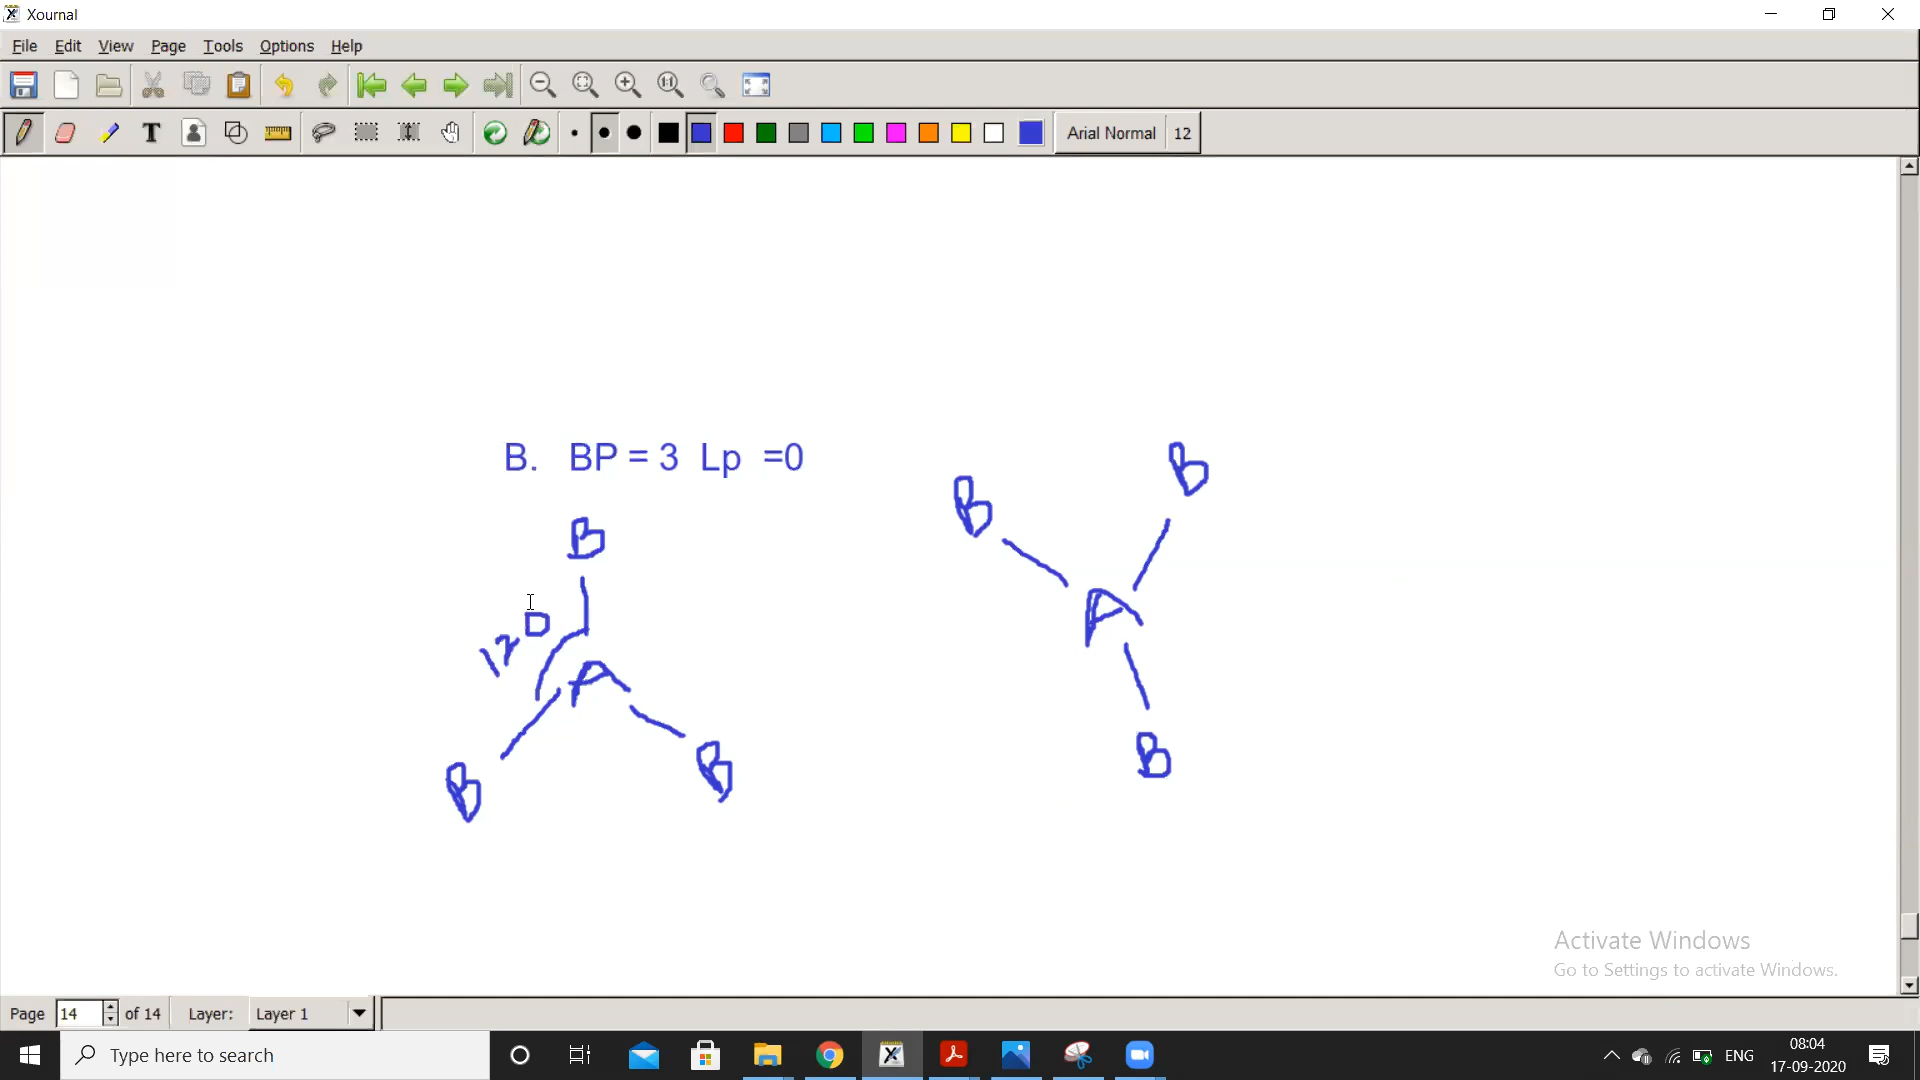 Xournal
File Edit View Page Tools Options Help
T 1:1 Arial Normal 12
B. BP = 3 Lp =0
B
B
B
120
A
A
B
B
B
Activate Windows
Go to Settings to activate Windows.
Page 14 of 14 Layer: Layer 1
Type here to search
ENG
08:04
17-09-2020